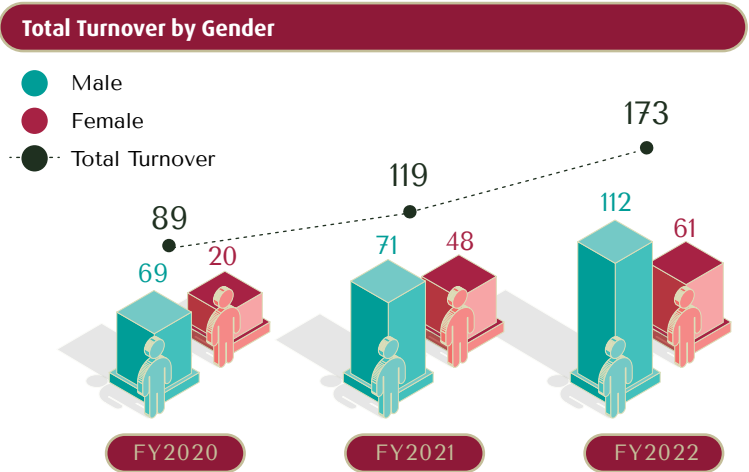 Total Turnover by Gender
Male
Female
Total Turnover
89
119
173
69
20
71
48
112
61
FY2020
FY2021
FY2022